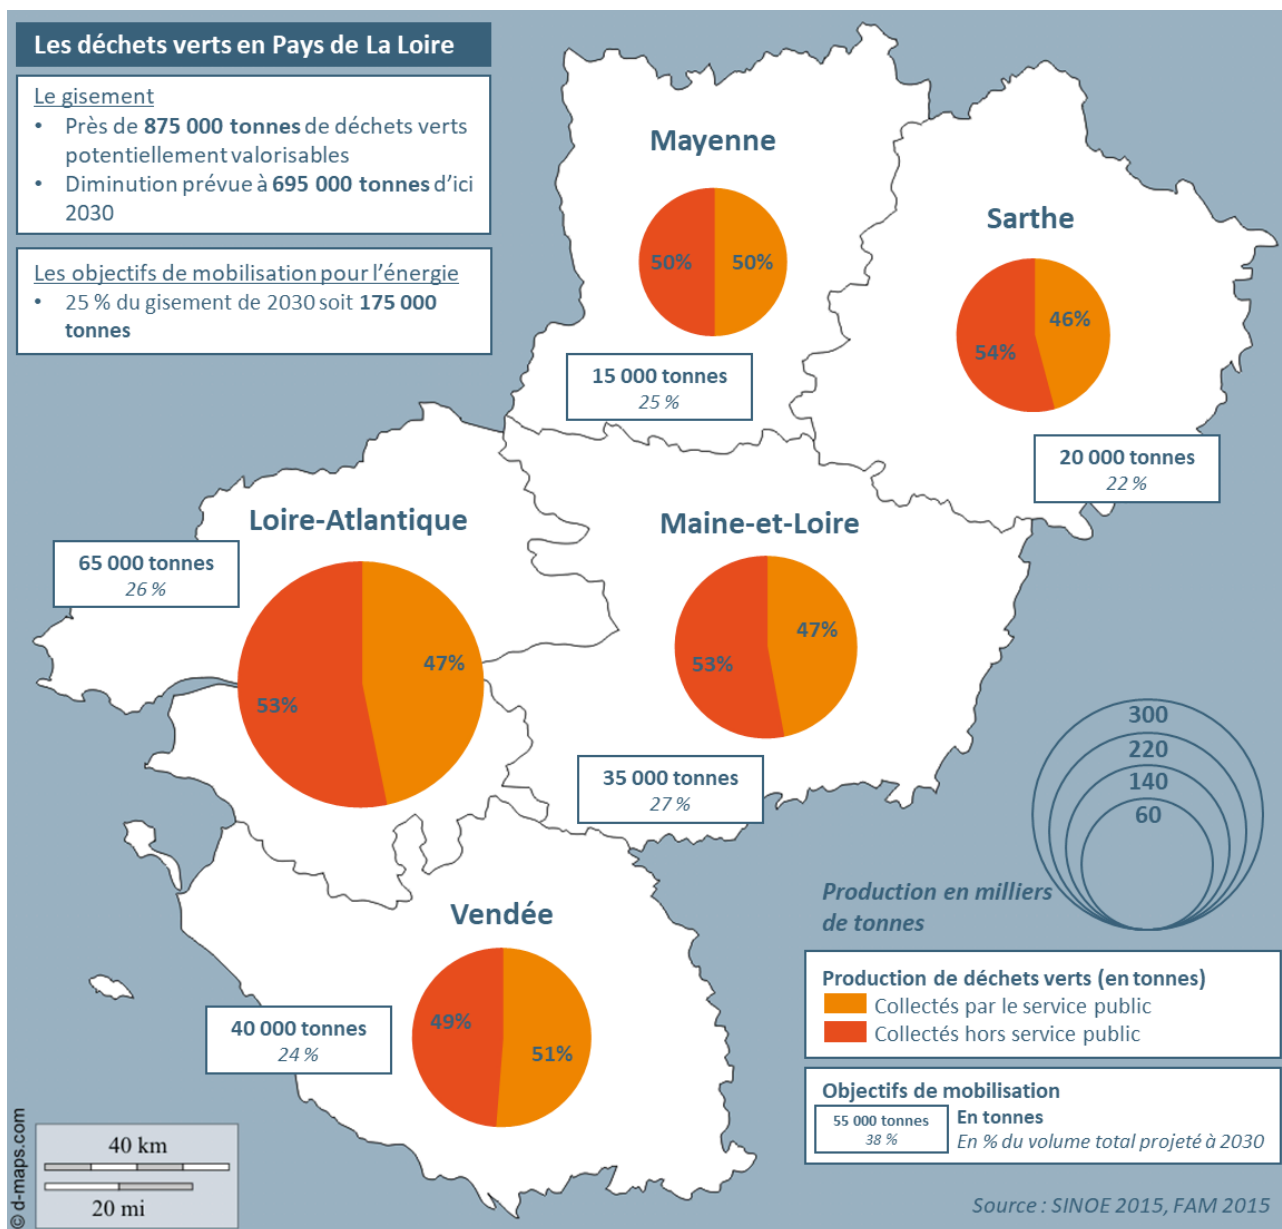 Les déchets verts en Pays de La Loire
Le gisement
• Près de 875 000 tonnes de déchets verts
potentiellement valorisables
• Diminution prévue à 695 000 tonnes d'ici
2030
Les objectifs de mobilisation pour l'énergie
• 25 % du gisement de 2030 soit 175 000
tonnes
Mayenne
50%
50%
15 000 tonnes
25 %
Sarthe
46%
54%
20 000 tonnes
22 %
Loire-Atlantique
65 000 tonnes
26 %
47%
53%
Maine-et-Loire
47%
53%
35 000 tonnes
27 %
Vendée
49%
51%
40 000 tonnes
24 %
300
220
140
60
Production en milliers
de tonnes
Production de déchets verts (en tonnes)
Collectés par le service public
Collectés hors service public
Objectifs de mobilisation
55 000 tonnes
38 %
En tonnes
En % du volume total projeté à 2030
40 km
20 mi
© d-maps.com
Source : SINOE 2015, FAM 2015